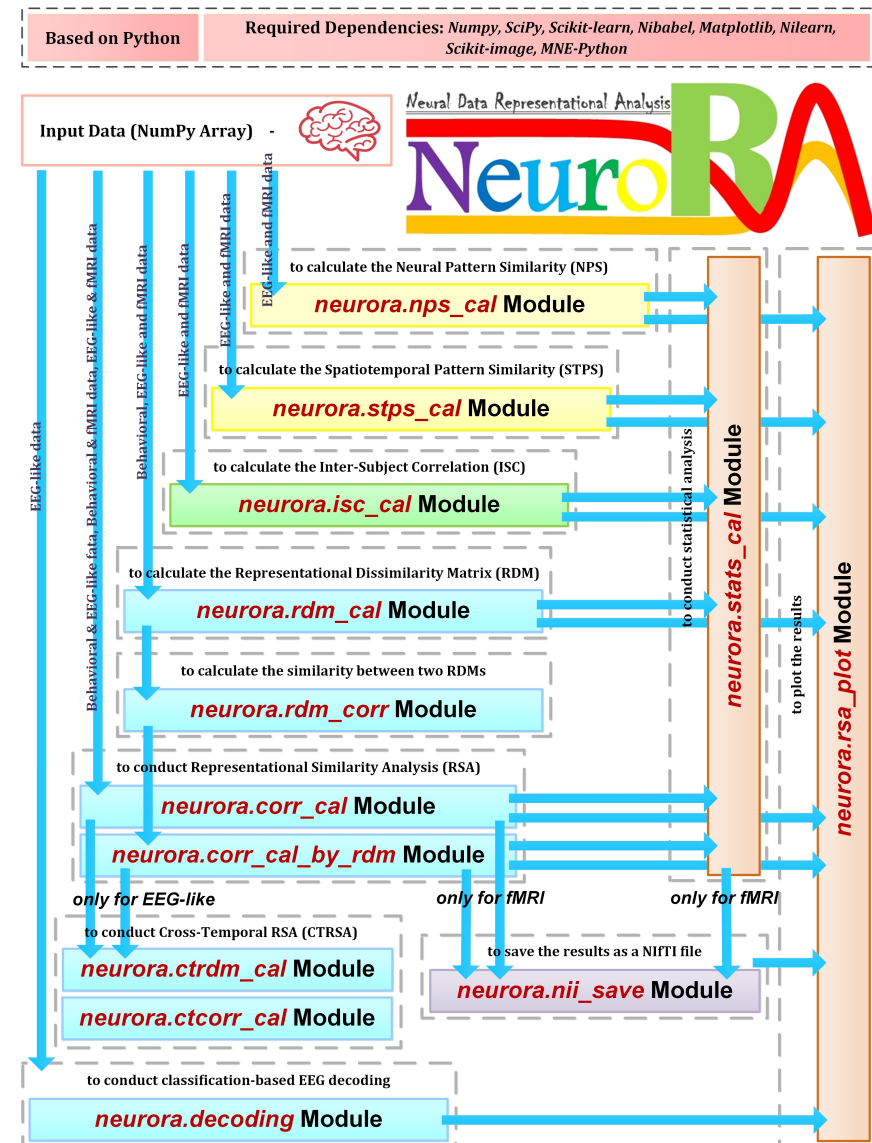 Based on Python
Required Dependencies: Numpy, SciPy, Scikit-learn, Nibabel, Matplotlib, Nilearn,
Scikit-image, MNE-Python
Input Data (NumPy Array) -
Neural Data Representational Analysis
NeuroRA
EEG-like data
Behavioral & EEG-like fata, Behavioral & fMRI data, EEG-like & fMRI data
Behavioral, EEG-like and fMRI data
EEG-like and fMRI data
EEG-like and fMRI data
EEG-like and fMRI data
to calculate the Neural Pattern Similarity (NPS)
neurora.nps_cal Module
to calculate the Spatiotemporal Pattern Similarity (STPS)
neurora.stps_cal Module
to calculate the Inter-Subject Correlation (ISC)
neurora.isc_cal Module
to calculate the Representational Dissimilarity Matrix (RDM)
neurora.rdm_cal Module
to calculate the similarity between two RDMs
neurora.rdm_corr Module
to conduct Representational Similarity Analysis (RSA)
neurora.corr_cal Module
neurora.corr_cal_by_rdm Module
to conduct statistical analysis
neurora.stats_cal Module
to plot the results
neurora.rsa_plot Module
only for EEG-like
only for fMRI
only for fMRI
to conduct Cross-Temporal RSA (CTRSA)
neurora.ctrdm_cal Module
neurora.ctcorr_cal Module
to save the results as a NIfTI file
neurora.nii_save Module
to conduct classification-based EEG decoding
neurora.decoding Module